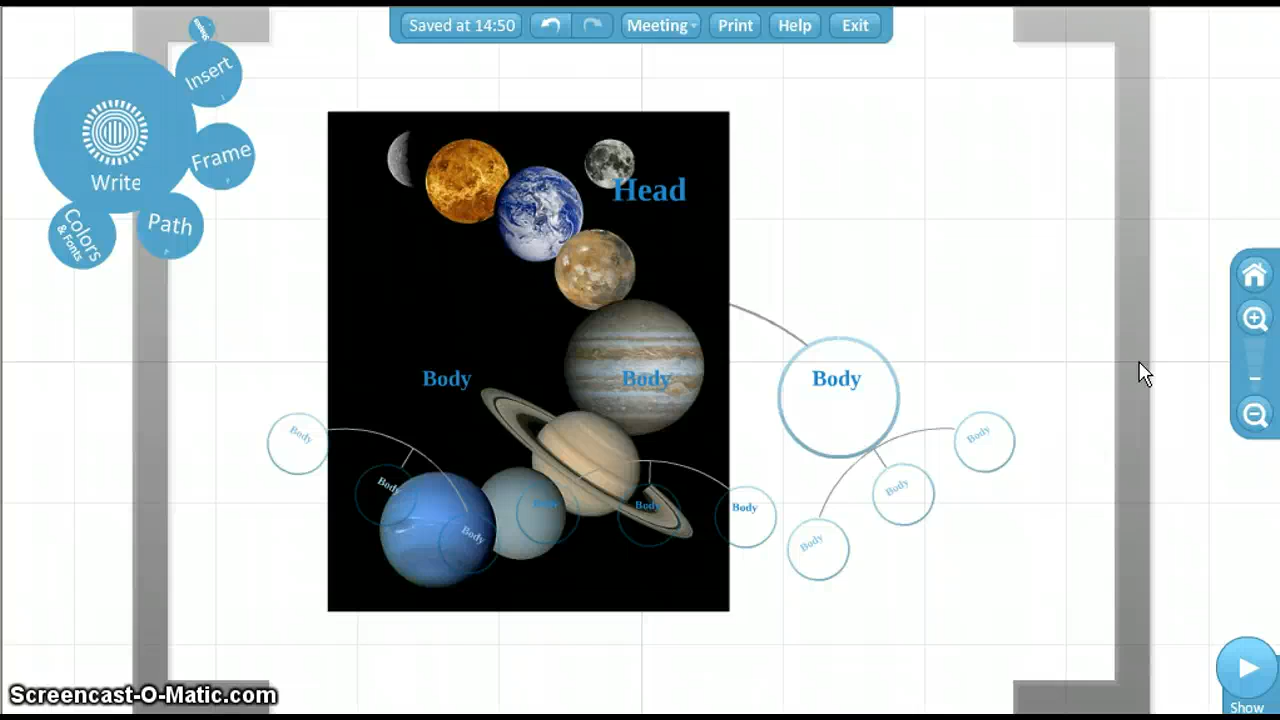 Saved at 14:50
Meeting
Print
Help
Exit
Insert
Frame
Write
Colors
& Fonts
Path
Head
Body
Body
Body
Body
Body
Body
Body
Body
Body
Body
Body
Show
Screencast-O-Matic.com